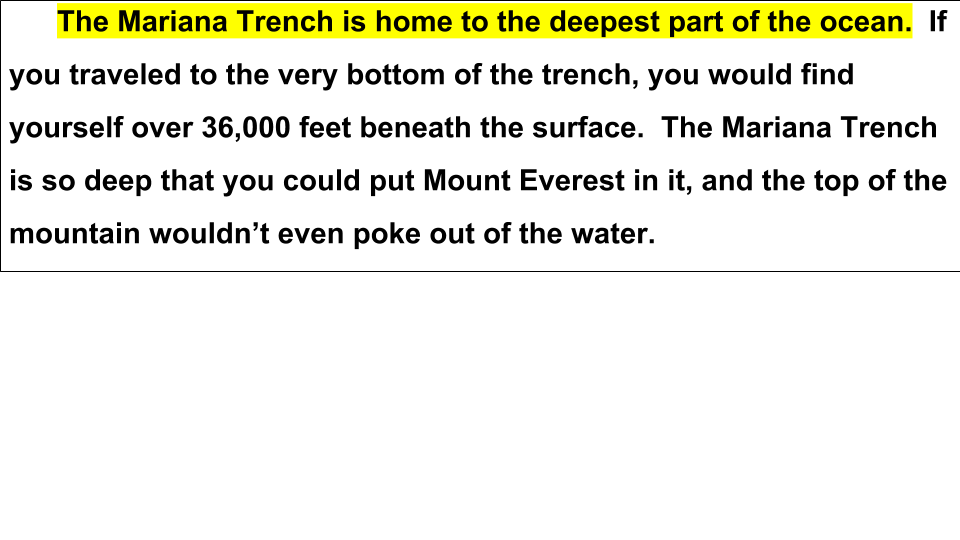 The Mariana Trench is home to the deepest part of the ocean.  If
you traveled to the very bottom of the trench, you would find
yourself over 36,000 feet beneath the surface.  The Mariana Trench
is so deep that you could put Mount Everest in it, and the top of the
mountain wouldn’t even poke out of the water.